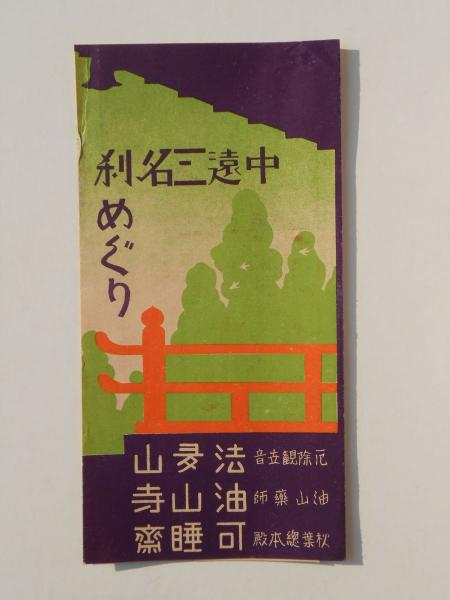 中遠三名刹
めぐり
厄除觀世音 法多山
油山藥師 油山寺
秋葉總本殿 可睡齋